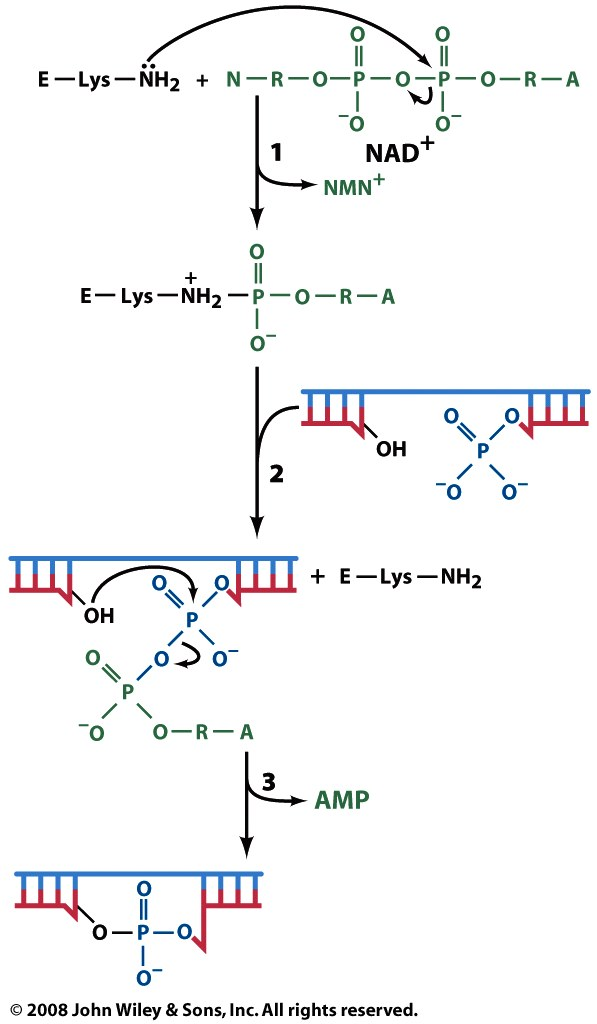 O O
E — Lys — N̈H₂ + N — R — O — P — O — P — O — R — A
⁻O O⁻
NAD⁺
1
NMN⁺
O
+
E — Lys — NH₂ — P — O — R — A
O⁻
O O
OH P
⁻O O⁻
2
O O + E — Lys — NH₂
OH P
O O O⁻
P
⁻O O — R — A
3 AMP
O
O — P — O
O⁻
© 2008 John Wiley & Sons, Inc. All rights reserved.